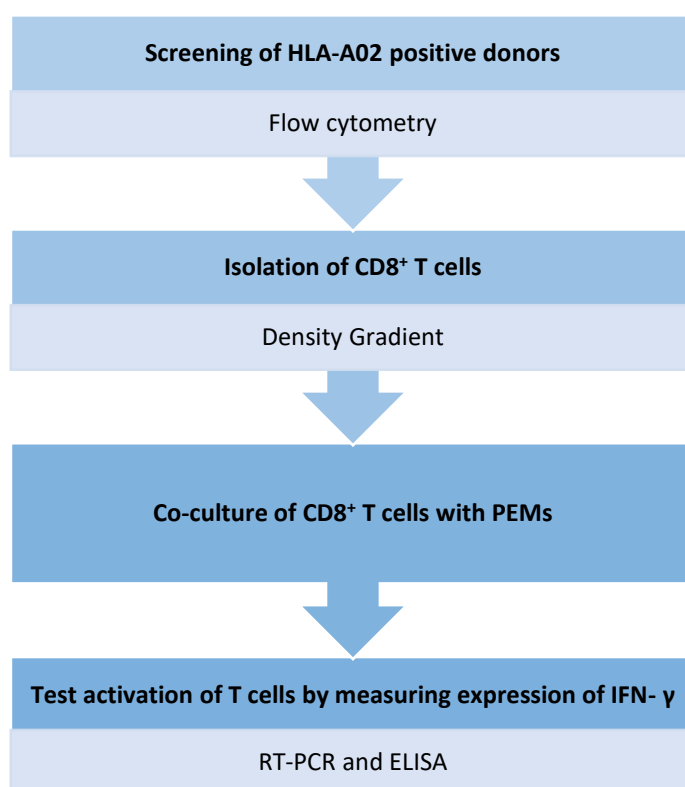 Screening of HLA-A02 positive donors
Flow cytometry
Isolation of CD8⁺ T cells
Density Gradient
Co-culture of CD8⁺ T cells with PEMs
Test activation of T cells by measuring expression of IFN- γ
RT-PCR and ELISA